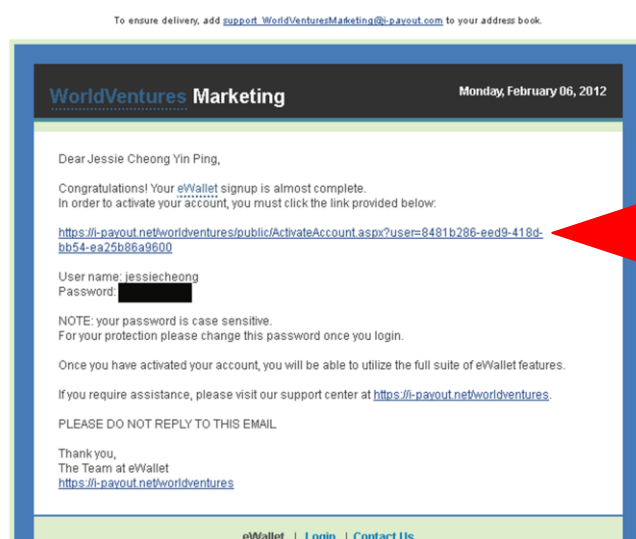 To ensure delivery, add support_WorldVenturesMarketing@i-payout.com to your address book.
WorldVentures Marketing
Monday, February 06, 2012
Dear Jessie Cheong Yin Ping,
Congratulations! Your eWallet signup is almost complete.
In order to activate your account, you must click the link provided below:
https://i-payout.net/worldventures/public/ActivateAccount.aspx?user=8481b286-eed9-418d-
bb54-ea25b86a9600
User name: jessiecheong
Password:
NOTE: your password is case sensitive.
For your protection please change this password once you login.
Once you have activated your account, you will be able to utilize the full suite of eWallet features.
If you require assistance, please visit our support center at https://i-payout.net/worldventures.
PLEASE DO NOT REPLY TO THIS EMAIL
Thank you,
The Team at eWallet
https://i-payout.net/worldventures
eWallet | Login | Contact Us